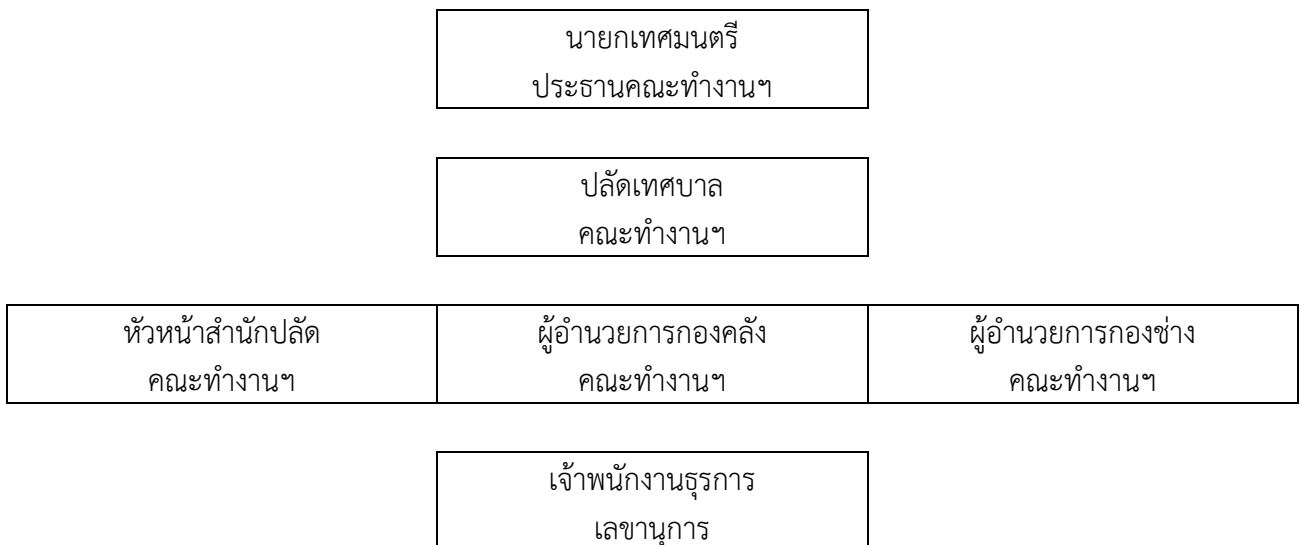 นายกเทศมนตรี
ประธานคณะทำงานฯ
ปลัดเทศบาล
คณะทำงานฯ
หัวหน้าสำนักปลัด
คณะทำงานฯ
ผู้อำนวยการกองคลัง
คณะทำงานฯ
ผู้อำนวยการกองช่าง
คณะทำงานฯ
เจ้าพนักงานธุรการ
เลขานุการ